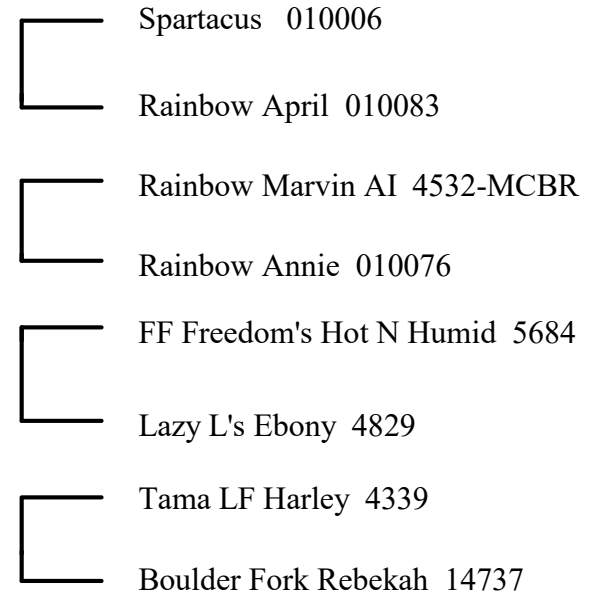 Spartacus 010006
Rainbow April 010083
Rainbow Marvin AI 4532-MCBR
Rainbow Annie 010076
FF Freedom's Hot N Humid 5684
Lazy L's Ebony 4829
Tama LF Harley 4339
Boulder Fork Rebekah 14737